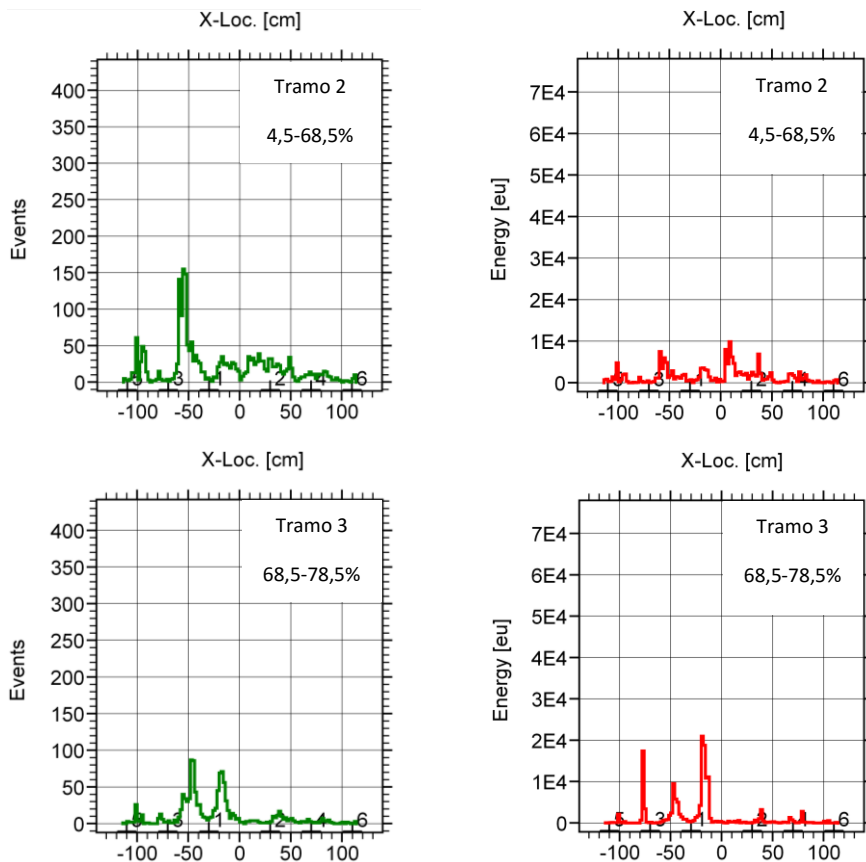 X-Loc. [cm]
400
350
300
250
200
150
100
50
0
Events
Tramo 2
4,5-68,5%
5 3 1 2 4 6
-100 -50 0 50 100
X-Loc. [cm]
7E4
6E4
5E4
4E4
3E4
2E4
1E4
0
Energy [eu]
Tramo 2
4,5-68,5%
5 3 1 2 4 6
-100 -50 0 50 100
X-Loc. [cm]
400
350
300
250
200
150
100
50
0
Events
Tramo 3
68,5-78,5%
5 3 1 2 4 6
-100 -50 0 50 100
X-Loc. [cm]
7E4
6E4
5E4
4E4
3E4
2E4
1E4
0
Energy [eu]
Tramo 3
68,5-78,5%
5 3 1 2 4 6
-100 -50 0 50 100